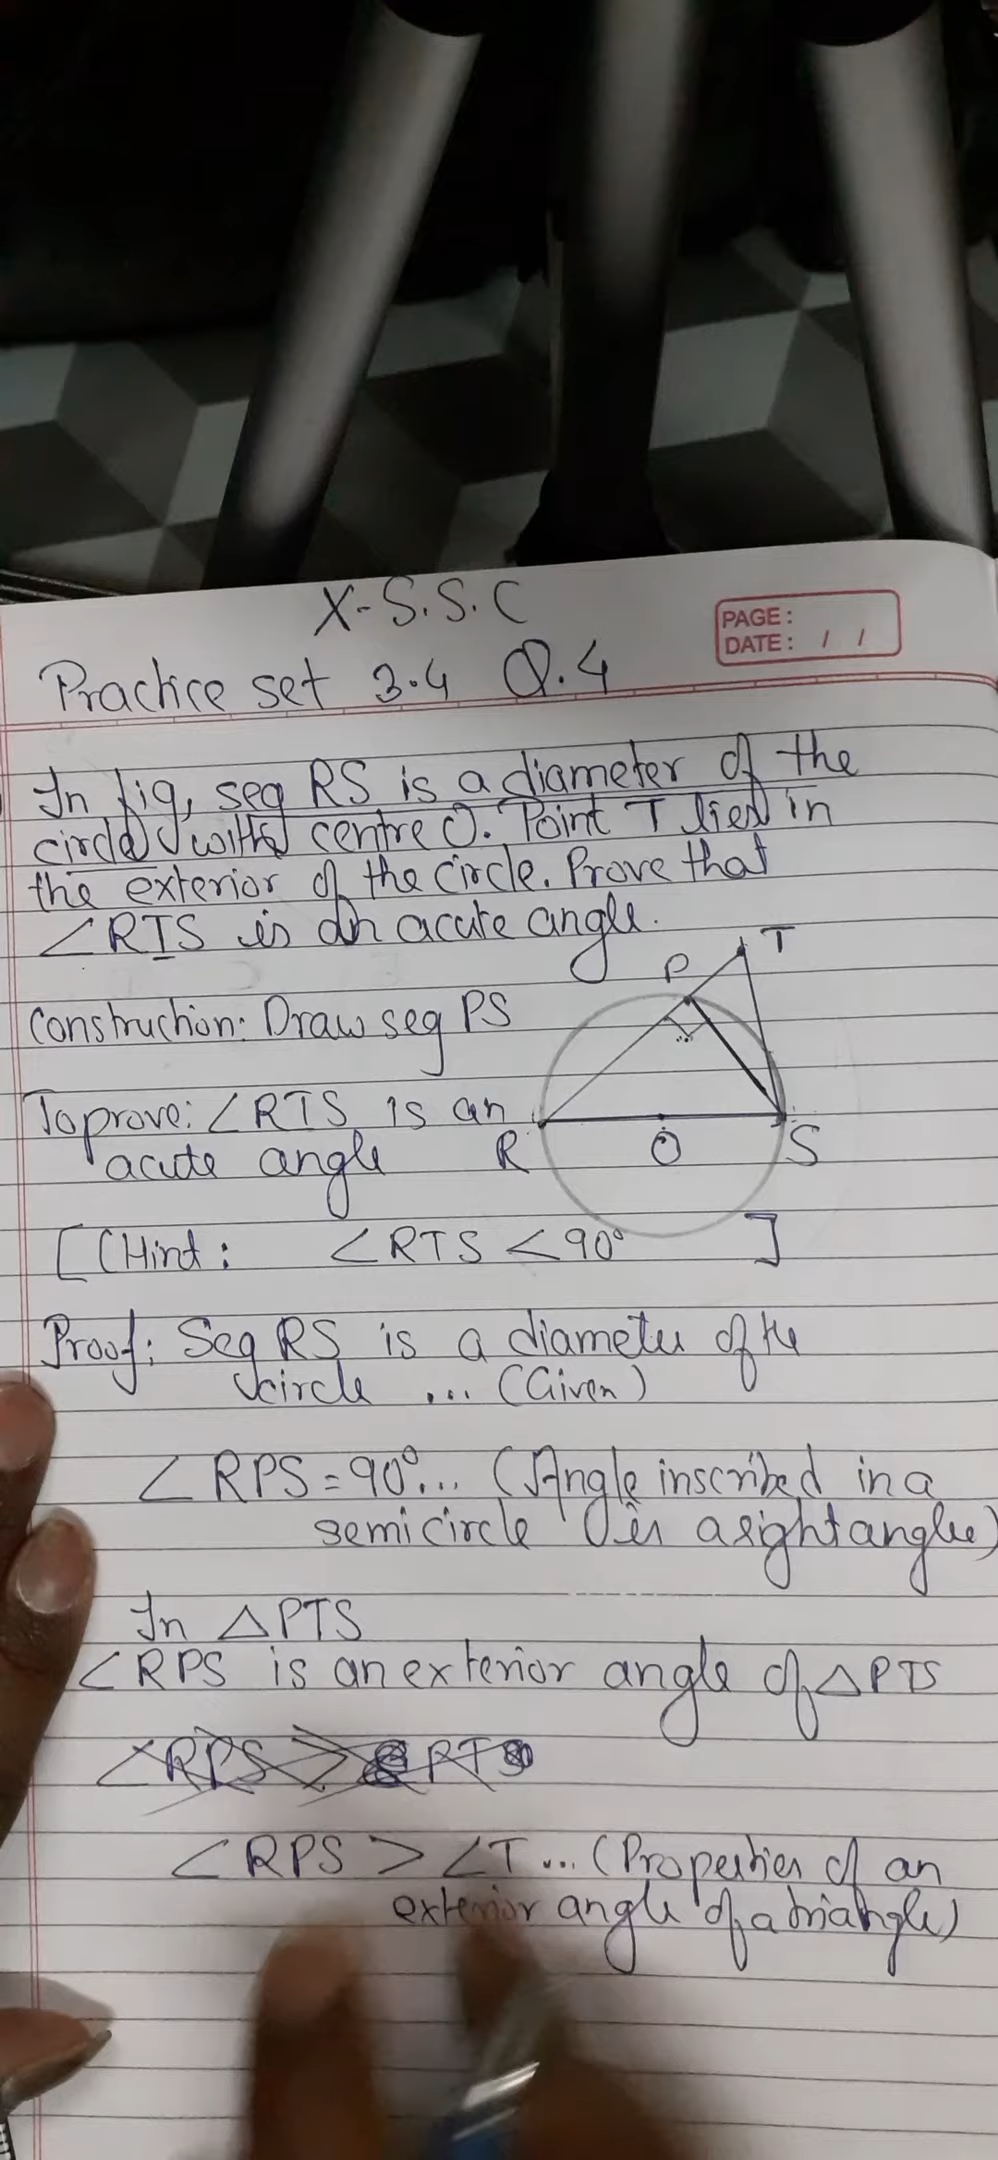 X-S.S.C
PAGE:
DATE: / /
Practice set 3.4 Q.4
In fig, seg RS is a diameter of the
circle with centre O. Point T lies in
the exterior of the circle. Prove that
∠RTS is an acute angle.
T
P
Construction: Draw seg PS
To prove: ∠RTS is an
acute angle
R
O
S
[(Hint: ∠RTS < 90° ]
Proof: Seg RS is a diameter of the
circle ... (Given)
∠RPS = 90° ... (Angle inscribed in a
semicircle is a right angle)
In △PTS
∠RPS is an exterior angle of △PTS
∠RPS > ∠T ... (Properties of an
exterior angle of a triangle)